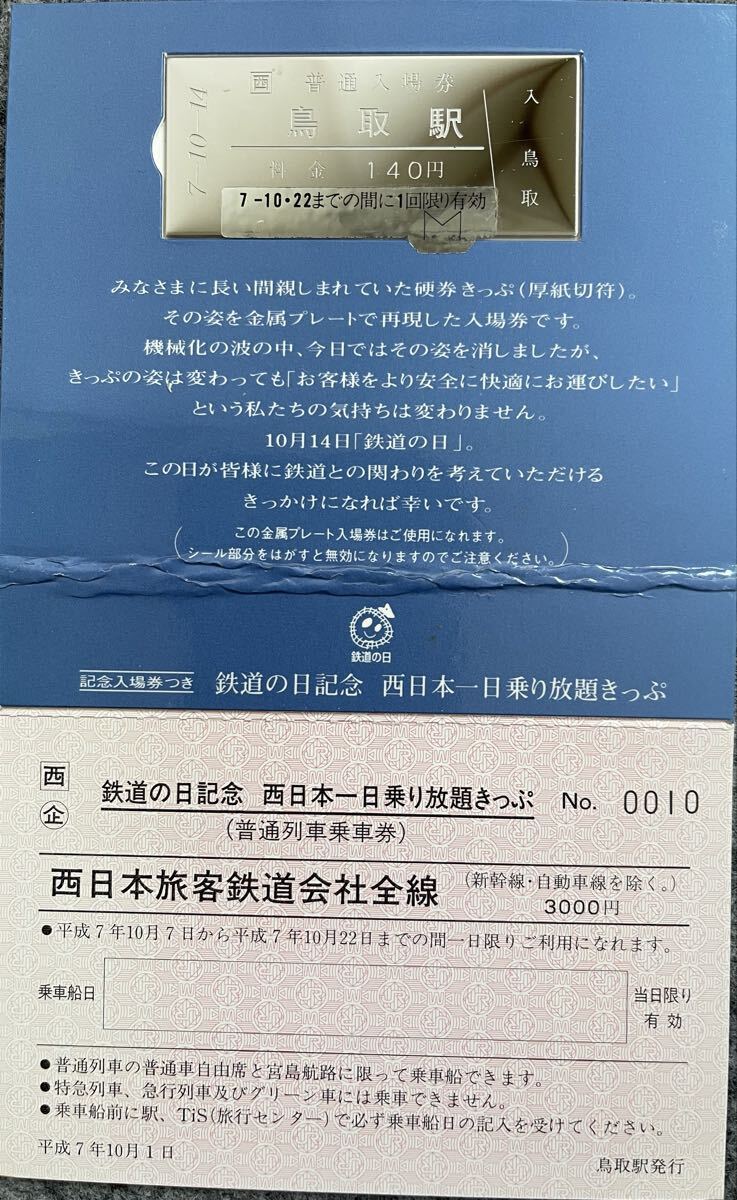 7-10-14
西 普通入場券
鳥取駅
料金 140円
入鳥取
7-10・22までの間に1回限り有効
みなさまに長い間親しまれていた硬券きっぷ(厚紙切符)。
その姿を金属プレートで再現した入場券です。
機械化の波の中、今日ではその姿を消しましたが、
きっぷの姿は変わっても「お客様をより安全に快適にお運びしたい」
という私たちの気持ちは変わりません。
10月14日「鉄道の日」。
この日が皆様に鉄道との関わりを考えていただける
きっかけになれば幸いです。
(この金属プレート入場券はご使用になれます。
シール部分をはがすと無効になりますのでご注意ください。)
鉄道の日
記念入場券つき 鉄道の日記念 西日本一日乗り放題きっぷ
西
企
鉄道の日記念 西日本一日乗り放題きっぷ No. 0010
(普通列車乗車券)
西日本旅客鉄道会社全線 (新幹線・自動車線を除く。)
3000円
●平成7年10月7日から平成7年10月22日までの間一日限りご利用になれます。
乗車船日
当日限り
有効
●普通列車の普通車自由席と宮島航路に限って乗車船できます。
●特急列車、急行列車及びグリーン車には乗車できません。
●乗車船前に駅、TiS(旅行センター)で必ず乗車船日の記入を受けてください。
平成7年10月1日
鳥取駅発行